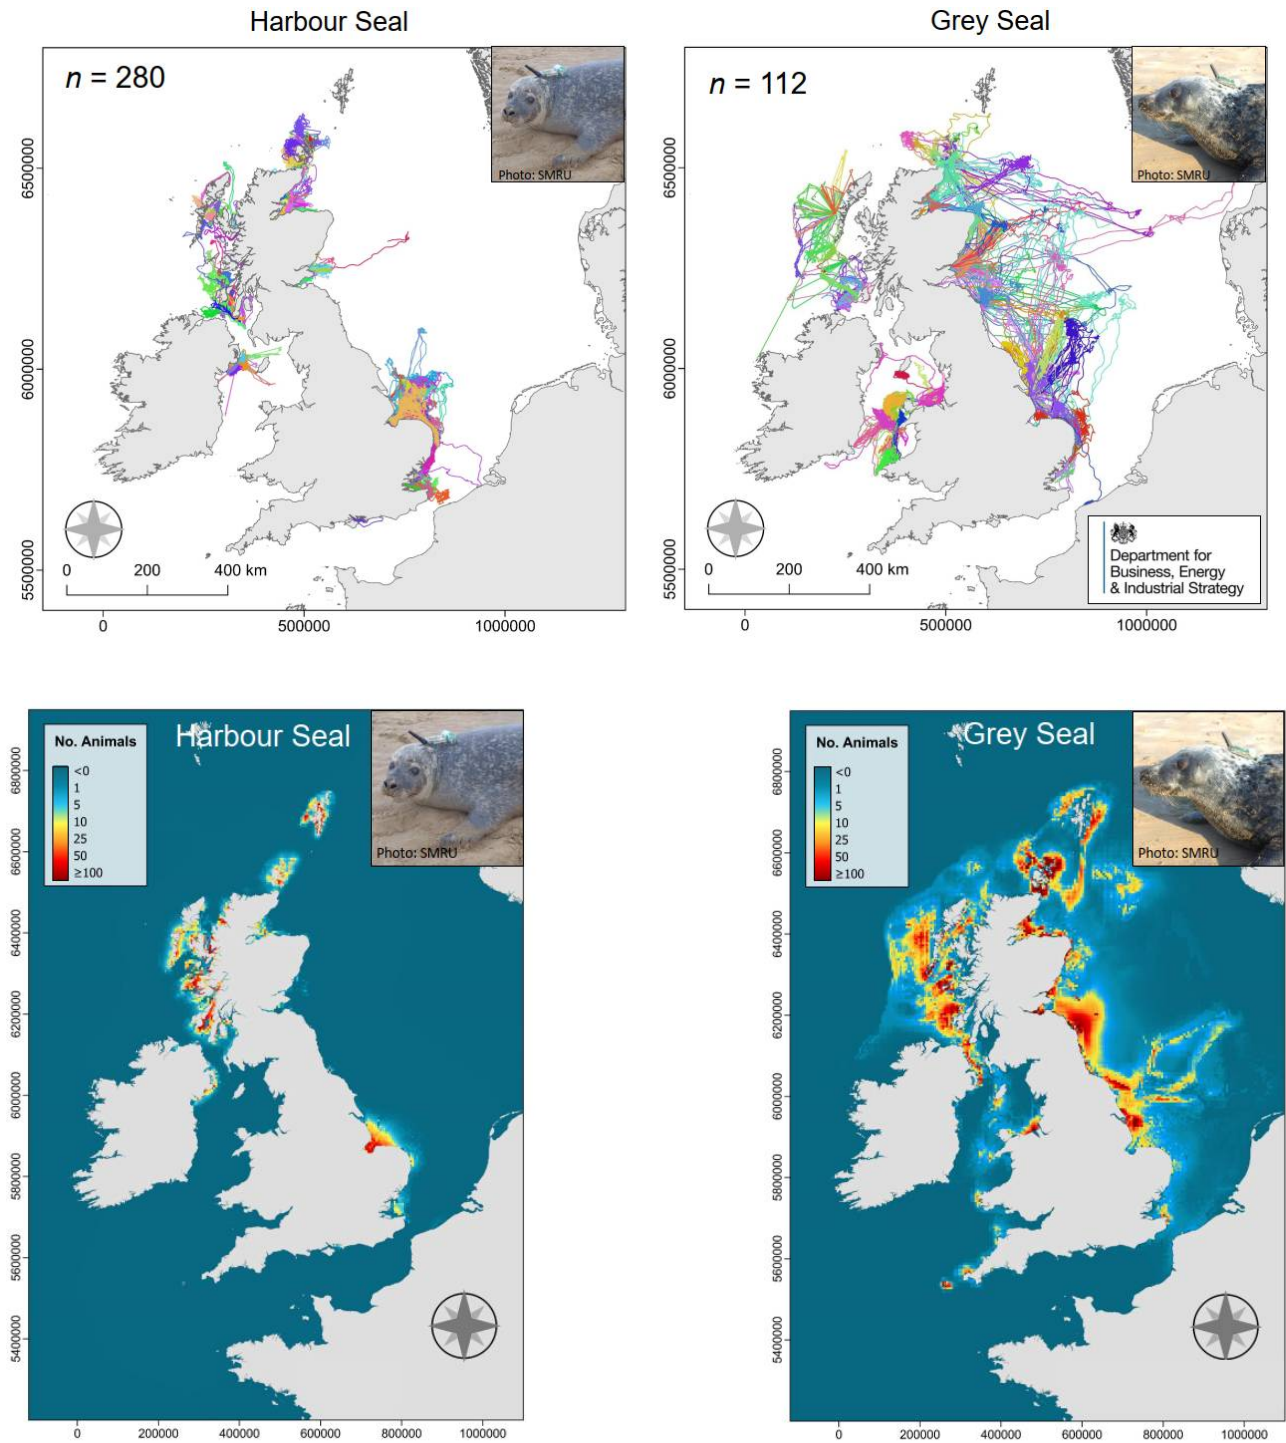 Harbour Seal
Grey Seal
n = 280
Photo: SMRU
n = 112
Photo: SMRU
6500000
6000000
5500000
0 200 400 km
0 500000 1000000
6500000
6000000
5500000
0 200 400 km
Department for
Business, Energy
& Industrial Strategy
0 500000 1000000
No. Animals
<0
1
5
10
25
50
≥100
Harbour Seal
Photo: SMRU
6800000
6600000
6400000
6200000
6000000
5800000
5600000
5400000
0 200000 400000 600000 800000 1000000
No. Animals
<0
1
5
10
25
50
≥100
Grey Seal
Photo: SMRU
6800000
6600000
6400000
6200000
6000000
5800000
5600000
5400000
0 200000 400000 600000 800000 1000000